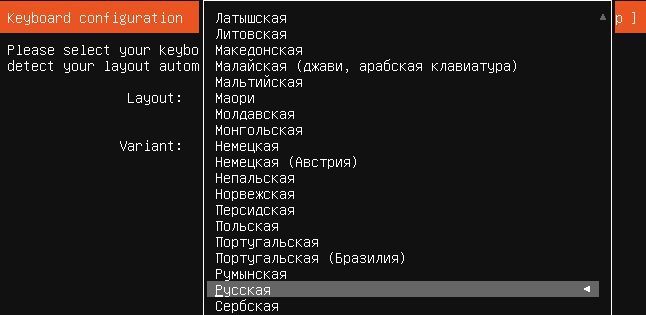 Keyboard configuration
p ]
Please select your keybo
detect your layout autom
Layout:
Variant:
Латышская
Литовская
Македонская
Малайская (джави, арабская клавиатура)
Мальтийская
Маори
Молдавская
Монгольская
Немецкая
Немецкая (Австрия)
Непальская
Норвежская
Персидская
Польская
Португальская
Португальская (Бразилия)
Румынская
Русская
Сербская